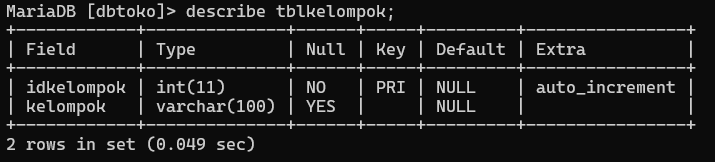 MariaDB [dbtoko]> describe tblkelompok;
+------------+--------------+------+-----+---------+----------------+
| Field      | Type         | Null | Key | Default | Extra          |
+------------+--------------+------+-----+---------+----------------+
| idkelompok | int(11)      | NO   | PRI | NULL    | auto_increment |
| kelompok   | varchar(100) | YES  |     | NULL    |                |
+------------+--------------+------+-----+---------+----------------+
2 rows in set (0.049 sec)